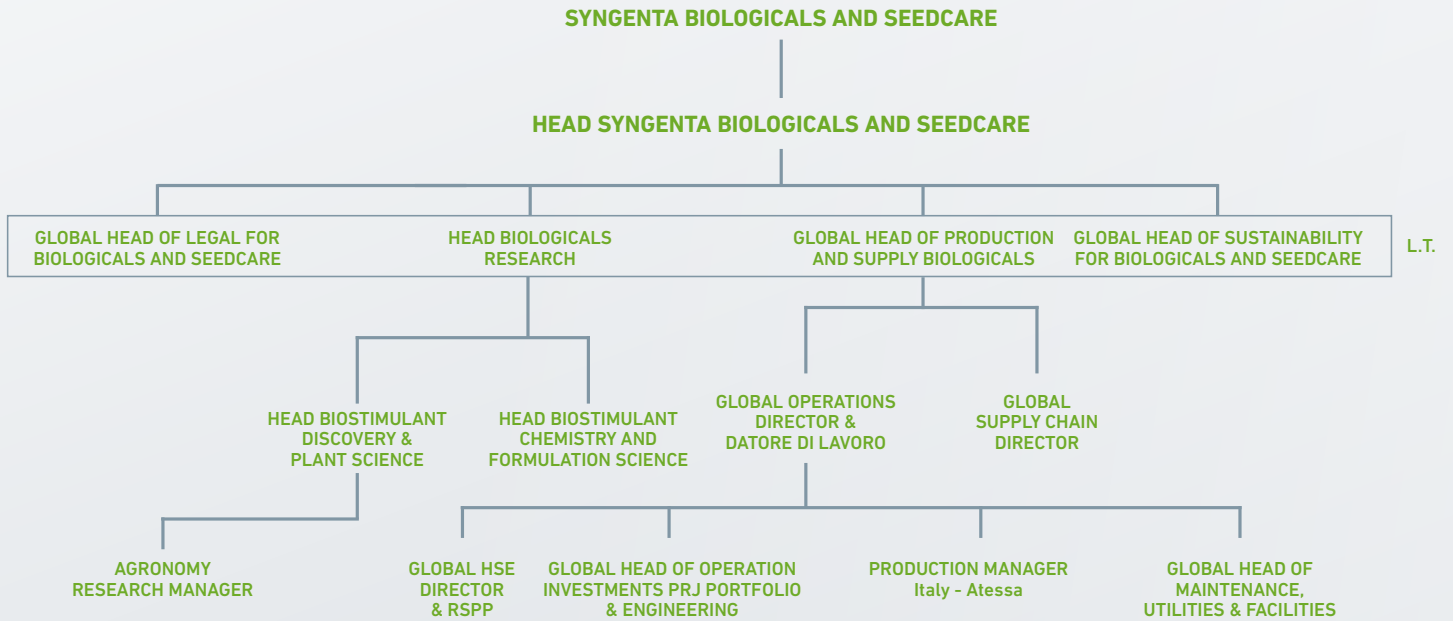 SYNGENTA BIOLOGICALS AND SEEDCARE
HEAD SYNGENTA BIOLOGICALS AND SEEDCARE
GLOBAL HEAD OF LEGAL FOR
BIOLOGICALS AND SEEDCARE
HEAD BIOLOGICALS
RESEARCH
GLOBAL HEAD OF PRODUCTION
AND SUPPLY BIOLOGICALS
GLOBAL HEAD OF SUSTAINABILITY
FOR BIOLOGICALS AND SEEDCARE
L.T.
HEAD BIOSTIMULANT
DISCOVERY &
PLANT SCIENCE
HEAD BIOSTIMULANT
CHEMISTRY AND
FORMULATION SCIENCE
GLOBAL OPERATIONS
DIRECTOR &
DATORE DI LAVORO
GLOBAL
SUPPLY CHAIN
DIRECTOR
AGRONOMY
RESEARCH MANAGER
GLOBAL HSE
DIRECTOR
& RSPP
GLOBAL HEAD OF OPERATION
INVESTMENTS PRJ PORTFOLIO
& ENGINEERING
PRODUCTION MANAGER
Italy - Atessa
GLOBAL HEAD OF
MAINTENANCE,
UTILITIES & FACILITIES